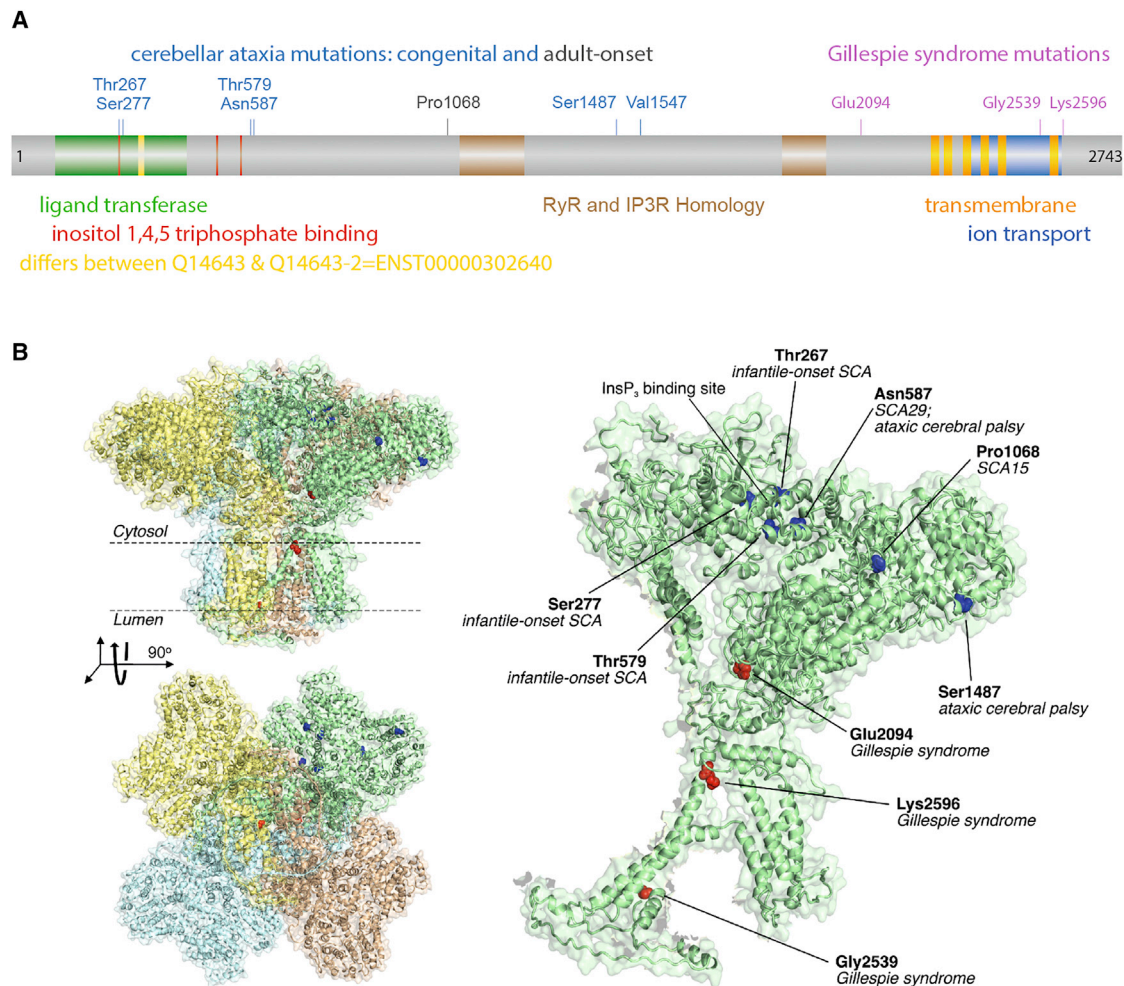 A
cerebellar ataxia mutations: congenital and adult-onset
Gillespie syndrome mutations
Thr267
Ser277
Thr579
Asn587
Pro1068
Ser1487
Val1547
Glu2094
Gly2539
Lys2596
1
2743
ligand transferase
RyR and IP3R Homology
transmembrane
inositol 1,4,5 triphosphate binding
ion transport
differs between Q14643 & Q14643-2=ENST00000302640
B
Cytosol
Lumen
90º
Thr267
infantile-onset SCA
InsP₃ binding site
Asn587
SCA29;
ataxic cerebral palsy
Pro1068
SCA15
Ser277
infantile-onset SCA
Thr579
infantile-onset SCA
Ser1487
ataxic cerebral palsy
Glu2094
Gillespie syndrome
Lys2596
Gillespie syndrome
Gly2539
Gillespie syndrome